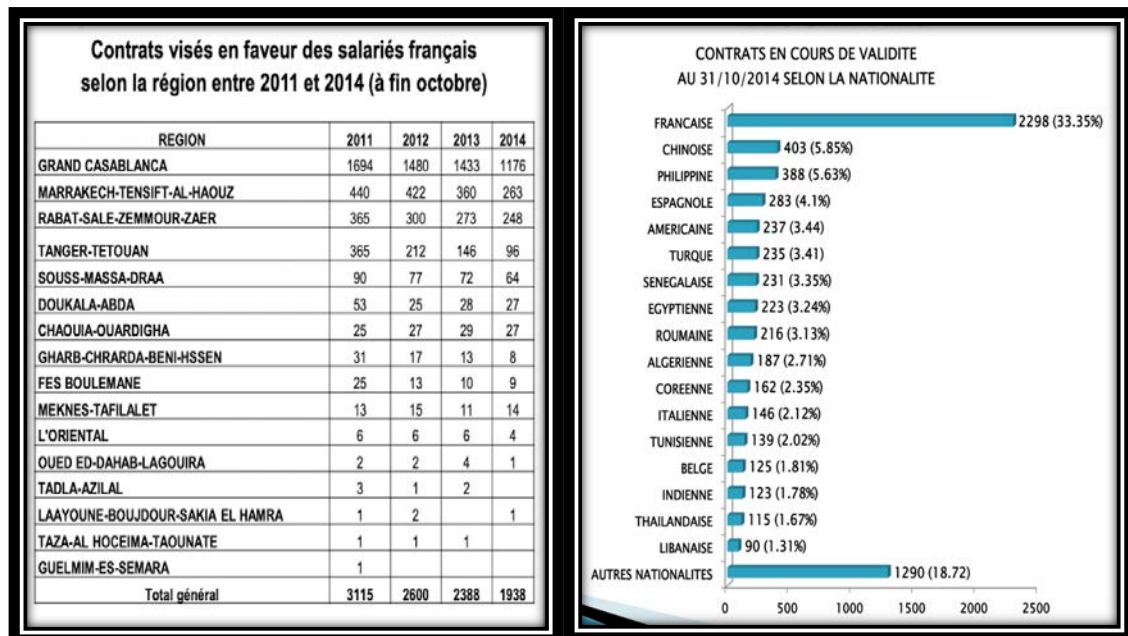 Contrats visés en faveur des salariés français
selon la région entre 2011 et 2014 (à fin octobre)
REGION 2011 2012 2013 2014
GRAND CASABLANCA 1694 1480 1433 1176
MARRAKECH-TENSIFT-AL-HAOUZ 440 422 360 263
RABAT-SALE-ZEMMOUR-ZAER 365 300 273 248
TANGER-TETOUAN 365 212 146 96
SOUSS-MASSA-DRAA 90 77 72 64
DOUKALA-ABDA 53 25 28 27
CHAOUIA-OUARDIGHA 25 27 29 27
GHARB-CHRARDA-BENI-HSSEN 31 17 13 8
FES BOULEMANE 25 13 10 9
MEKNES-TAFILALET 13 15 11 14
L'ORIENTAL 6 6 6 4
OUED ED-DAHAB-LAGOUIRA 2 2 4 1
TADLA-AZILAL 3 1 2
LAAYOUNE-BOUJDOUR-SAKIA EL HAMRA 1 2 1
TAZA-AL HOCEIMA-TAOUNATE 1 1 1
GUELMIM-ES-SEMARA 1
Total général 3115 2600 2388 1938
CONTRATS EN COURS DE VALIDITE
AU 31/10/2014 SELON LA NATIONALITE
FRANCAISE 2298 (33.35%)
CHINOISE 403 (5.85%)
PHILIPPINE 388 (5.63%)
ESPAGNOLE 283 (4.1%)
AMERICAINE 237 (3.44)
TURQUE 235 (3.41)
SENEGALAISE 231 (3.35%)
EGYPTIENNE 223 (3.24%)
ROUMAINE 216 (3.13%)
ALGERIENNE 187 (2.71%)
COREENNE 162 (2.35%)
ITALIENNE 146 (2.12%)
TUNISIENNE 139 (2.02%)
BELGE 125 (1.81%)
INDIENNE 123 (1.78%)
THAILANDAISE 115 (1.67%)
LIBANAISE 90 (1.31%)
AUTRES NATIONALITES 1290 (18.72)
0 500 1000 1500 2000 2500